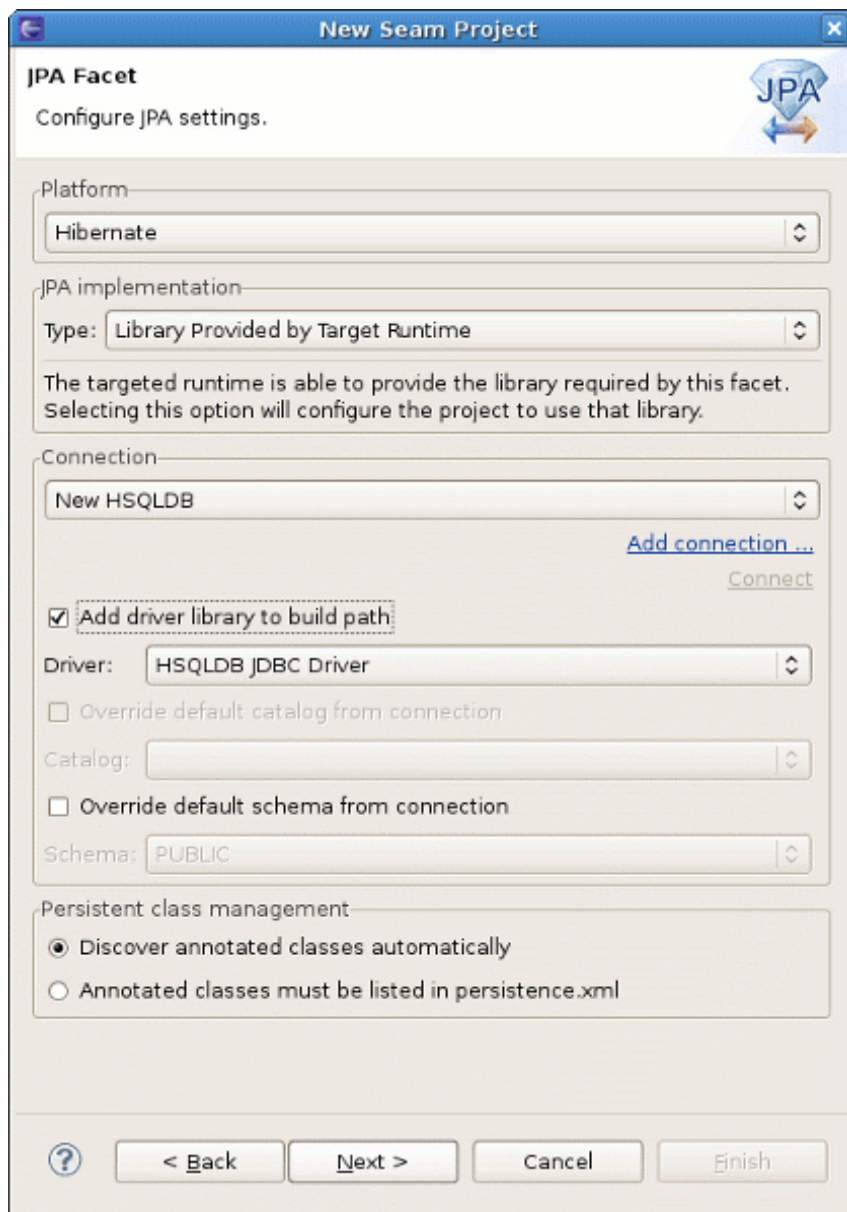 New Seam Project
JPA Facet
Configure JPA settings.
JPA
Platform
Hibernate
JPA implementation
Type: Library Provided by Target Runtime
The targeted runtime is able to provide the library required by this facet.
Selecting this option will configure the project to use that library.
Connection
New HSQLDB
Add connection ...
Connect
Add driver library to build path
Driver: HSQLDB JDBC Driver
Override default catalog from connection
Catalog:
Override default schema from connection
Schema: PUBLIC
Persistent class management
Discover annotated classes automatically
Annotated classes must be listed in persistence.xml
? < Back Next > Cancel Finish